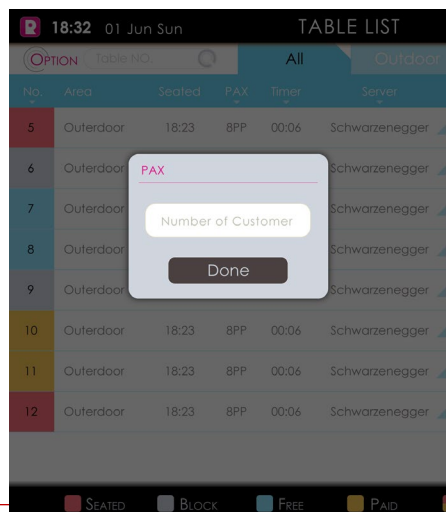 R 18:32 01 Jun Sun TABLE LIST
OPTION Table NO. All Outdoor
No. Area Seated PAX Timer Server
5 Outerdoor 18:23 8PP 00:06 Schwarzenegger
6 Outerdoor Schwarzenegger
7 Outerdoor Schwarzenegger
8 Outerdoor Schwarzenegger
9 Outerdoor Schwarzenegger
10 Outerdoor 18:23 8PP 00:06 Schwarzenegger
11 Outerdoor 18:23 8PP 00:06 Schwarzenegger
12 Outerdoor 18:23 8PP 00:06 Schwarzenegger
PAX
Number of Customer
Done
SEATED BLOCK FREE PAID